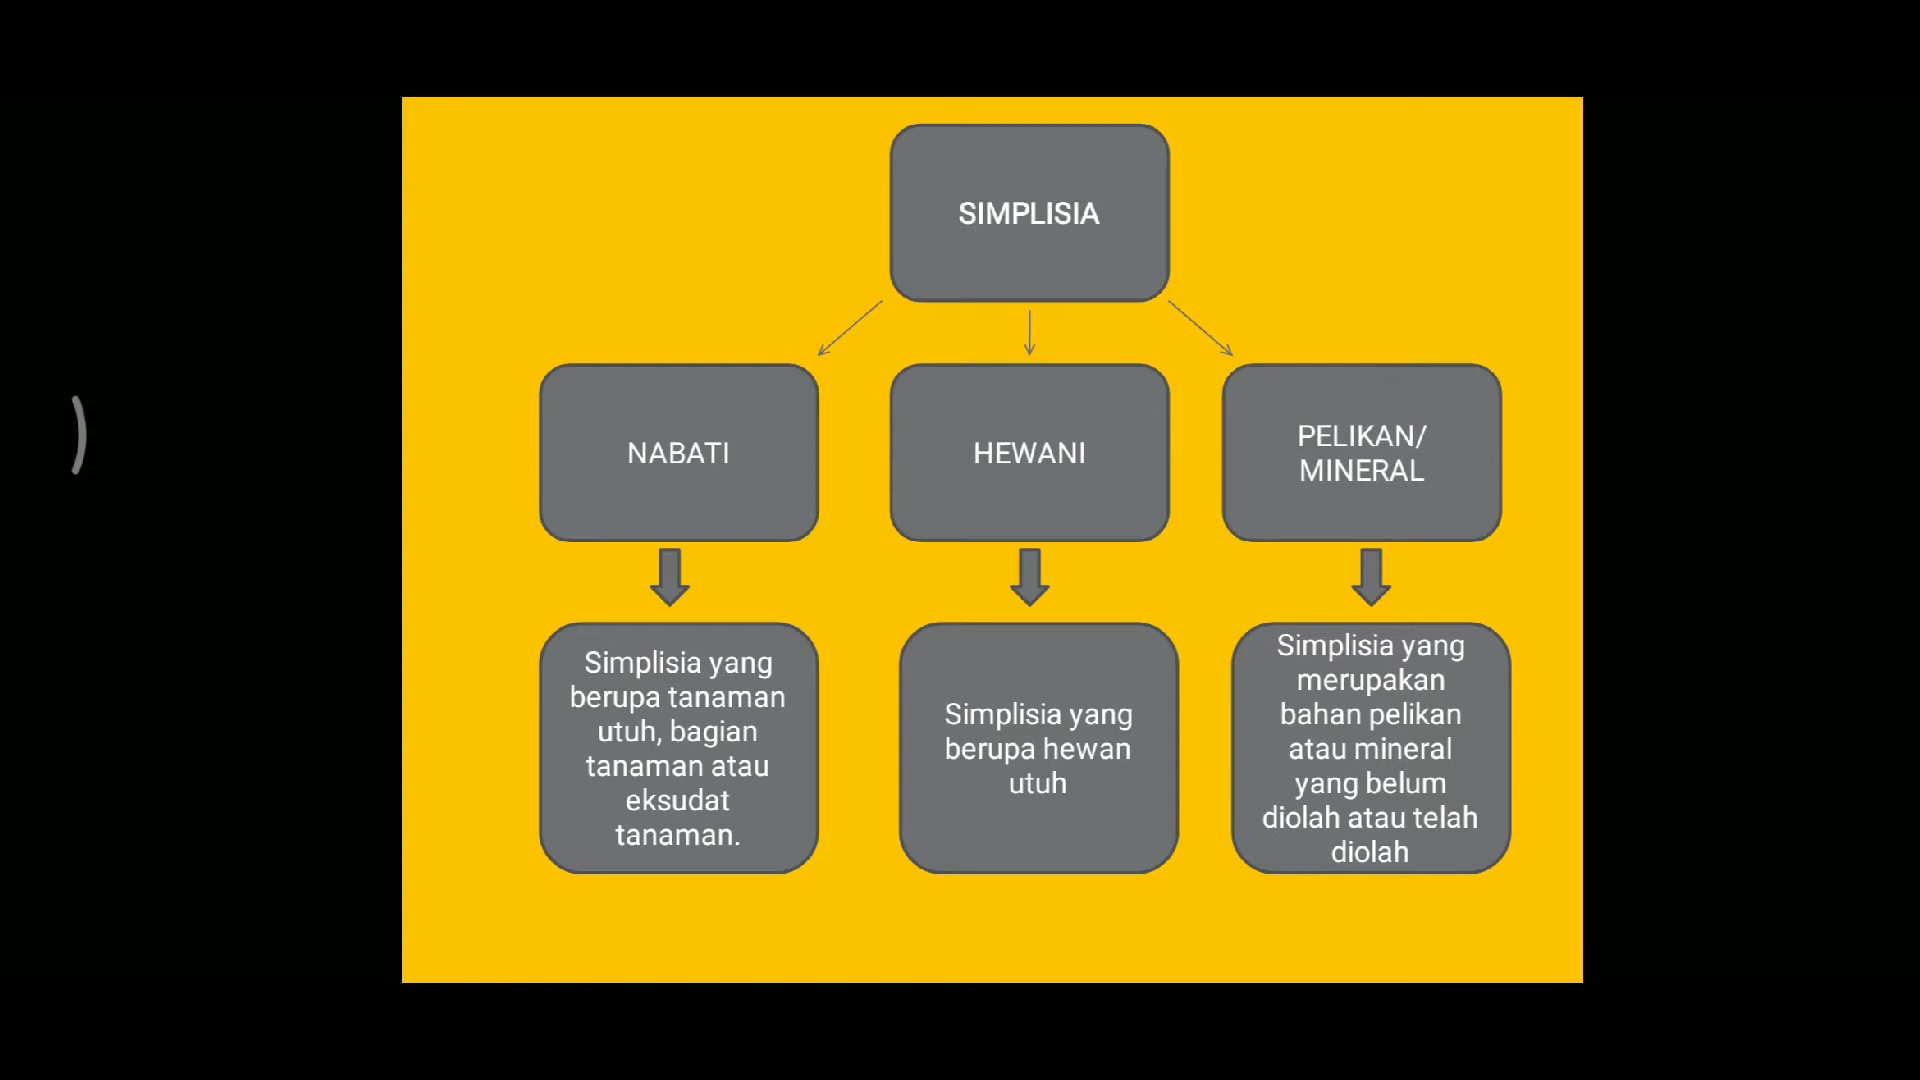 SIMPLISIA
NABATI
HEWANI
PELIKAN/
MINERAL
Simplisia yang
berupa tanaman
utuh, bagian
tanaman atau
eksudat
tanaman.
Simplisia yang
berupa hewan
utuh
Simplisia yang
merupakan
bahan pelikan
atau mineral
yang belum
diolah atau telah
diolah